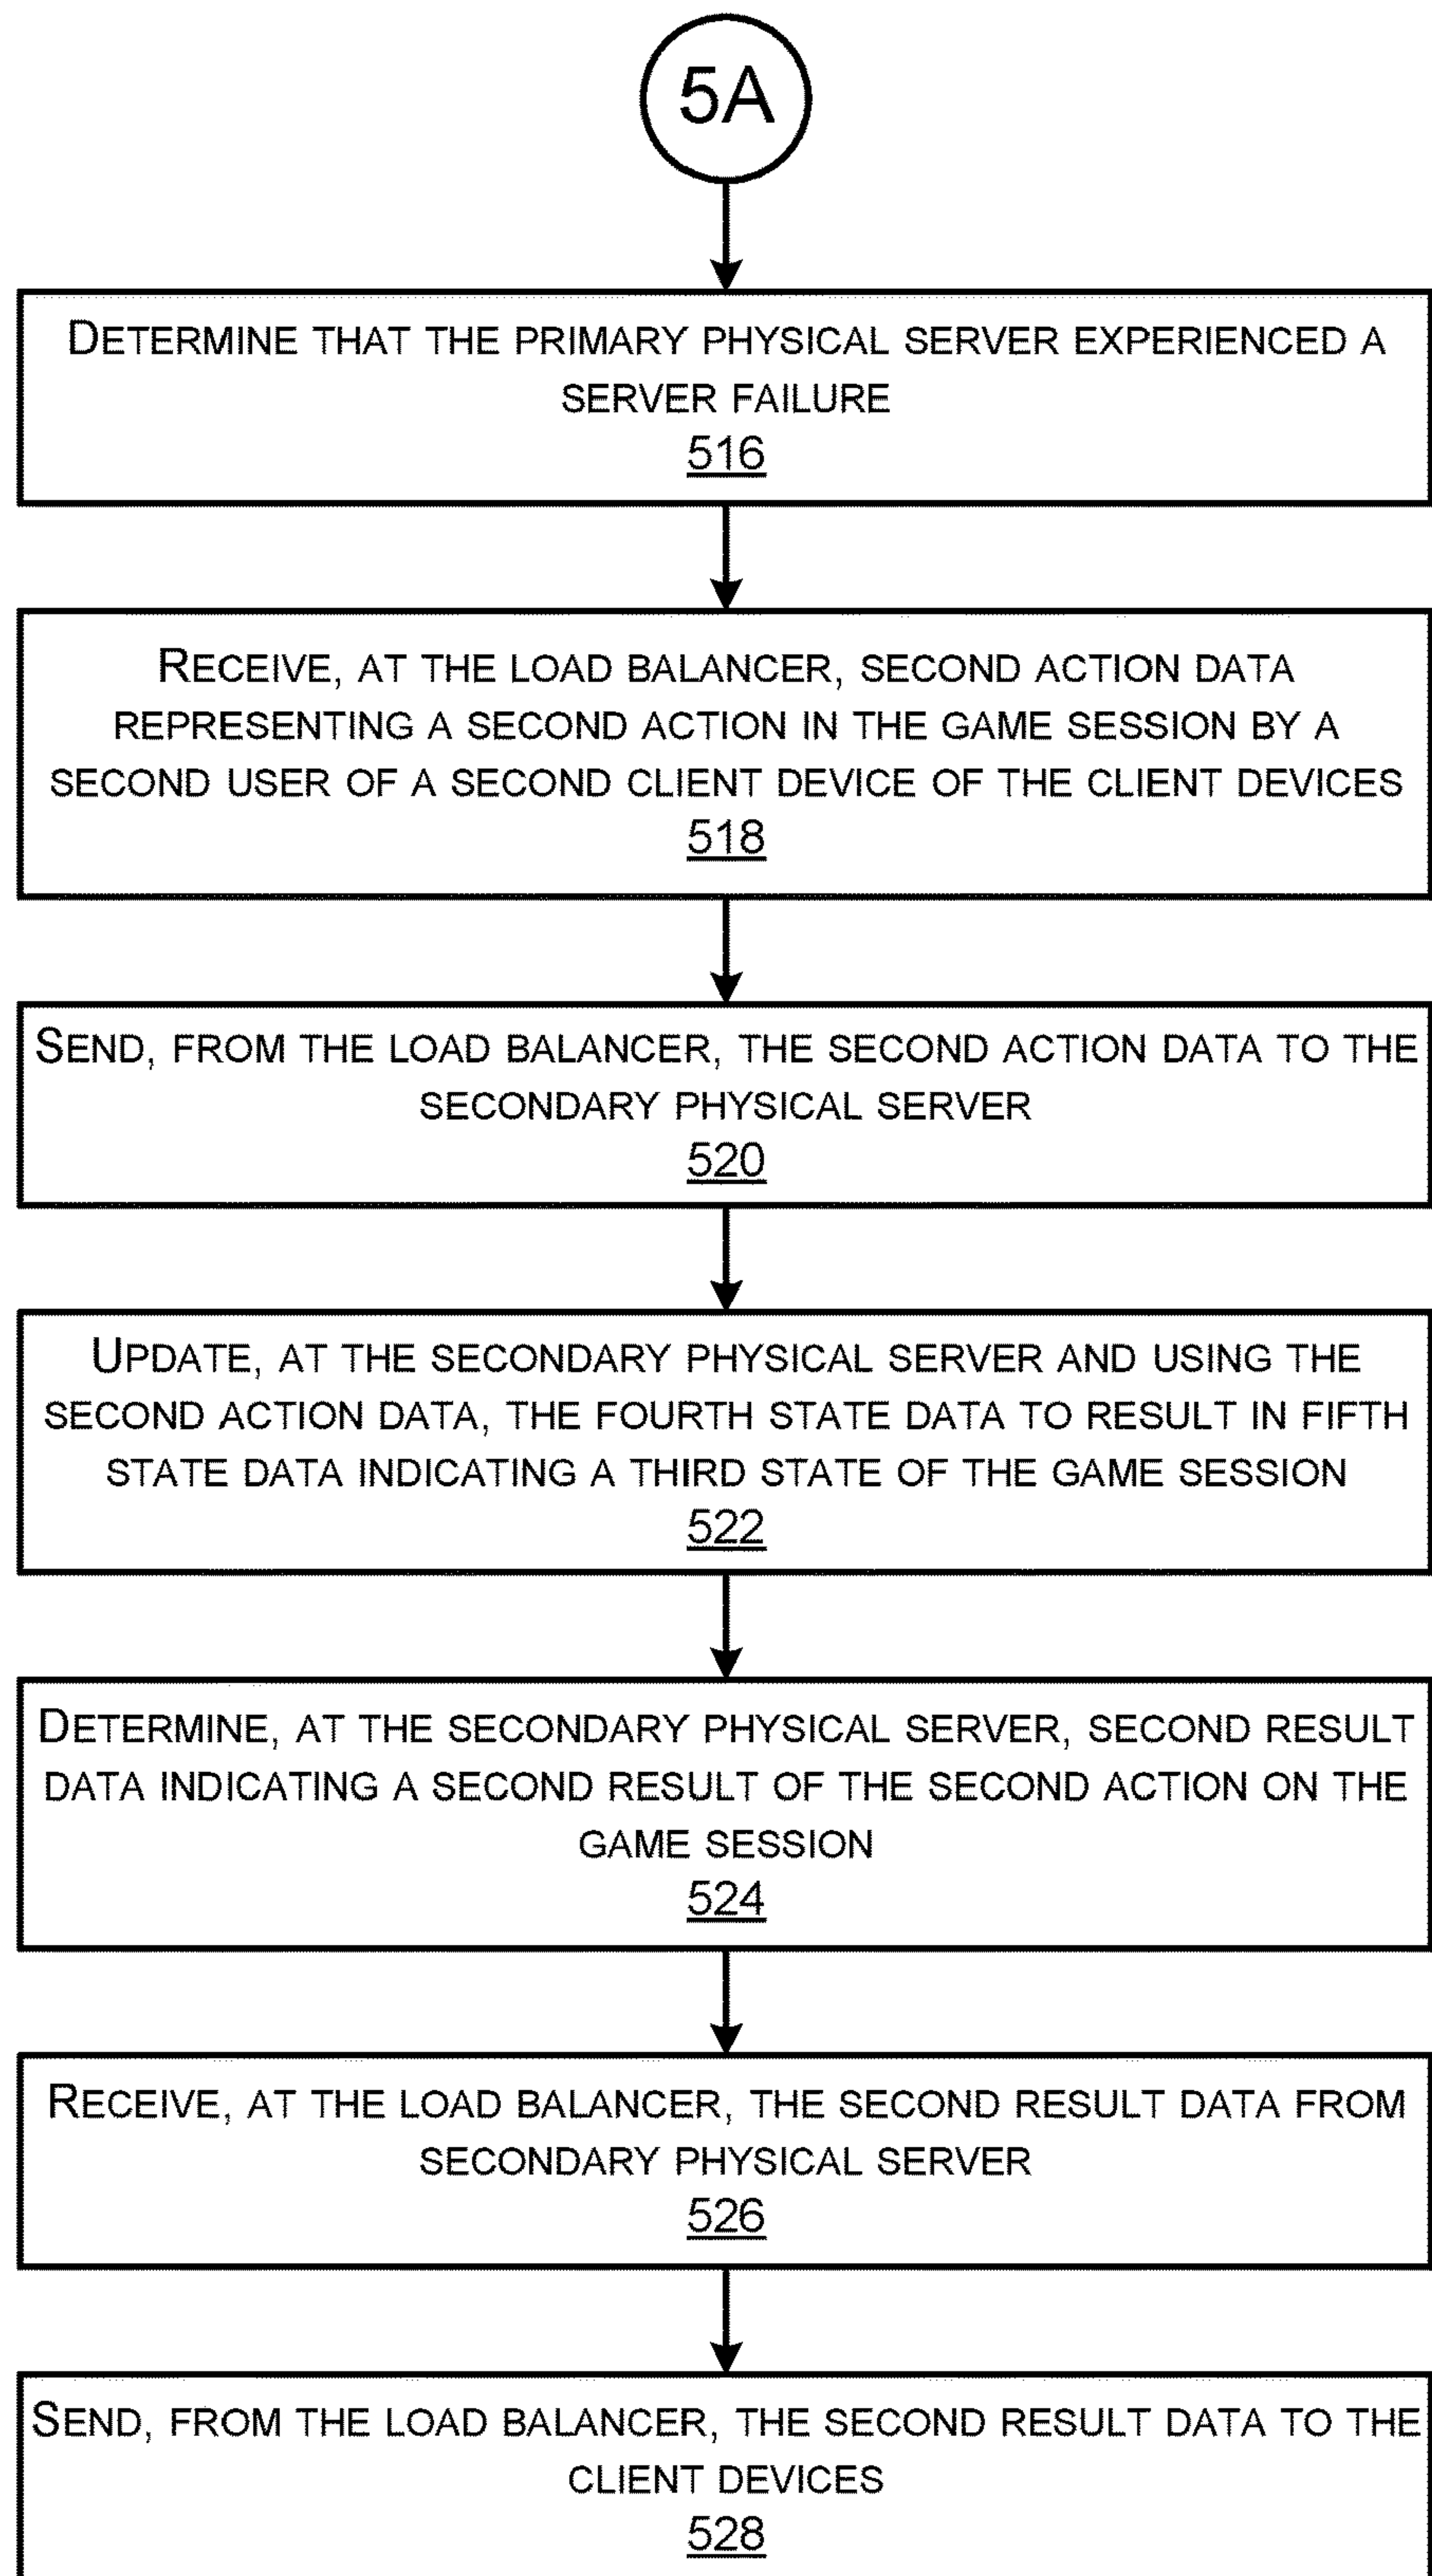 5A
DETERMINE THAT THE PRIMARY PHYSICAL SERVER EXPERIENCED A
SERVER FAILURE
516
RECEIVE, AT THE LOAD BALANCER, SECOND ACTION DATA
REPRESENTING A SECOND ACTION IN THE GAME SESSION BY A
SECOND USER OF A SECOND CLIENT DEVICE OF THE CLIENT DEVICES
518
SEND, FROM THE LOAD BALANCER, THE SECOND ACTION DATA TO THE
SECONDARY PHYSICAL SERVER
520
UPDATE, AT THE SECONDARY PHYSICAL SERVER AND USING THE
SECOND ACTION DATA, THE FOURTH STATE DATA TO RESULT IN FIFTH
STATE DATA INDICATING A THIRD STATE OF THE GAME SESSION
522
DETERMINE, AT THE SECONDARY PHYSICAL SERVER, SECOND RESULT
DATA INDICATING A SECOND RESULT OF THE SECOND ACTION ON THE
GAME SESSION
524
RECEIVE, AT THE LOAD BALANCER, THE SECOND RESULT DATA FROM
SECONDARY PHYSICAL SERVER
526
SEND, FROM THE LOAD BALANCER, THE SECOND RESULT DATA TO THE
CLIENT DEVICES
528